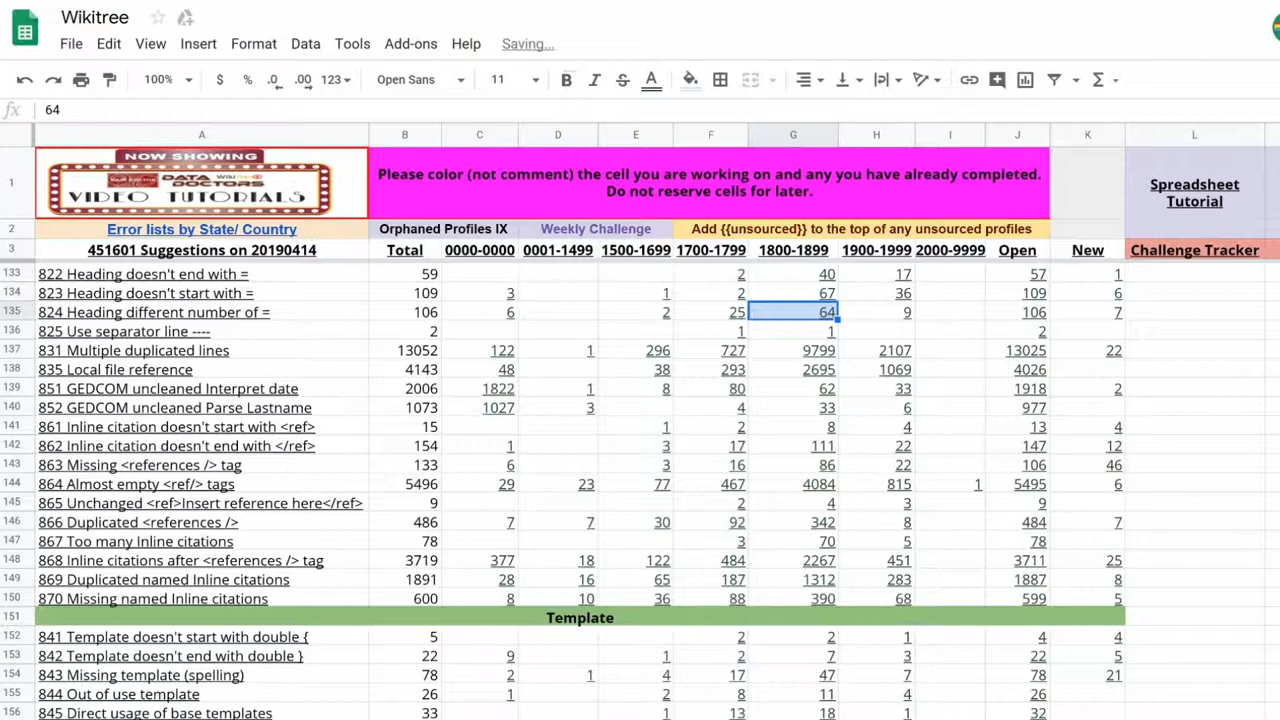 Wikitree
File Edit View Insert Format Data Tools Add-ons Help Saving...
100% $ % .0 .00 123 Open Sans 11 B I S A Σ
fx 64
A B C D E F G H I J K L
1 NOW SHOWING
DATA DOCTORS
VIDEO TUTORIALS
Please color (not comment) the cell you are working on and any you have already completed.
Do not reserve cells for later.
Spreadsheet
Tutorial
2 Error lists by State/ Country Orphaned Profiles IX Weekly Challenge Add {{unsourced}} to the top of any unsourced profiles
3 451601 Suggestions on 20190414 Total 0000-0000 0001-1499 1500-1699 1700-1799 1800-1899 1900-1999 2000-9999 Open New Challenge Tracker
133 822 Heading doesn't end with = 59 2 40 17 57 1
134 823 Heading doesn't start with = 109 3 1 2 67 36 109 6
135 824 Heading different number of = 106 6 2 25 64 9 106 7
136 825 Use separator line ---- 2 1 1 2
137 831 Multiple duplicated lines 13052 122 1 296 727 9799 2107 13025 22
138 835 Local file reference 4143 48 38 293 2695 1069 4026
139 851 GEDCOM uncleaned Interpret date 2006 1822 1 8 80 62 33 1918 2
140 852 GEDCOM uncleaned Parse Lastname 1073 1027 3 4 33 6 977
141 861 Inline citation doesn't start with <ref> 15 1 2 8 4 13 4
142 862 Inline citation doesn't end with </ref> 154 1 3 17 111 22 147 12
143 863 Missing <references /> tag 133 6 3 16 86 22 106 46
144 864 Almost empty <ref/> tags 5496 29 23 77 467 4084 815 1 5495 6
145 865 Unchanged <ref>Insert reference here</ref> 9 2 4 3 9
146 866 Duplicated <references /> 486 7 7 30 92 342 8 484 7
147 867 Too many Inline citations 78 3 70 5 78
148 868 Inline citations after <references /> tag 3719 377 18 122 484 2267 451 3711 25
149 869 Duplicated named Inline citations 1891 28 16 65 187 1312 283 1887 8
150 870 Missing named Inline citations 600 8 10 36 88 390 68 599 5
151 Template
152 841 Template doesn't start with double { 5 2 2 1 4 4
153 842 Template doesn't end with double } 22 9 1 2 7 3 22 5
154 843 Missing template (spelling) 78 2 1 4 17 47 7 78 21
155 844 Out of use template 26 1 2 8 11 4 26
156 845 Direct usage of base templates 33 1 13 18 1 32